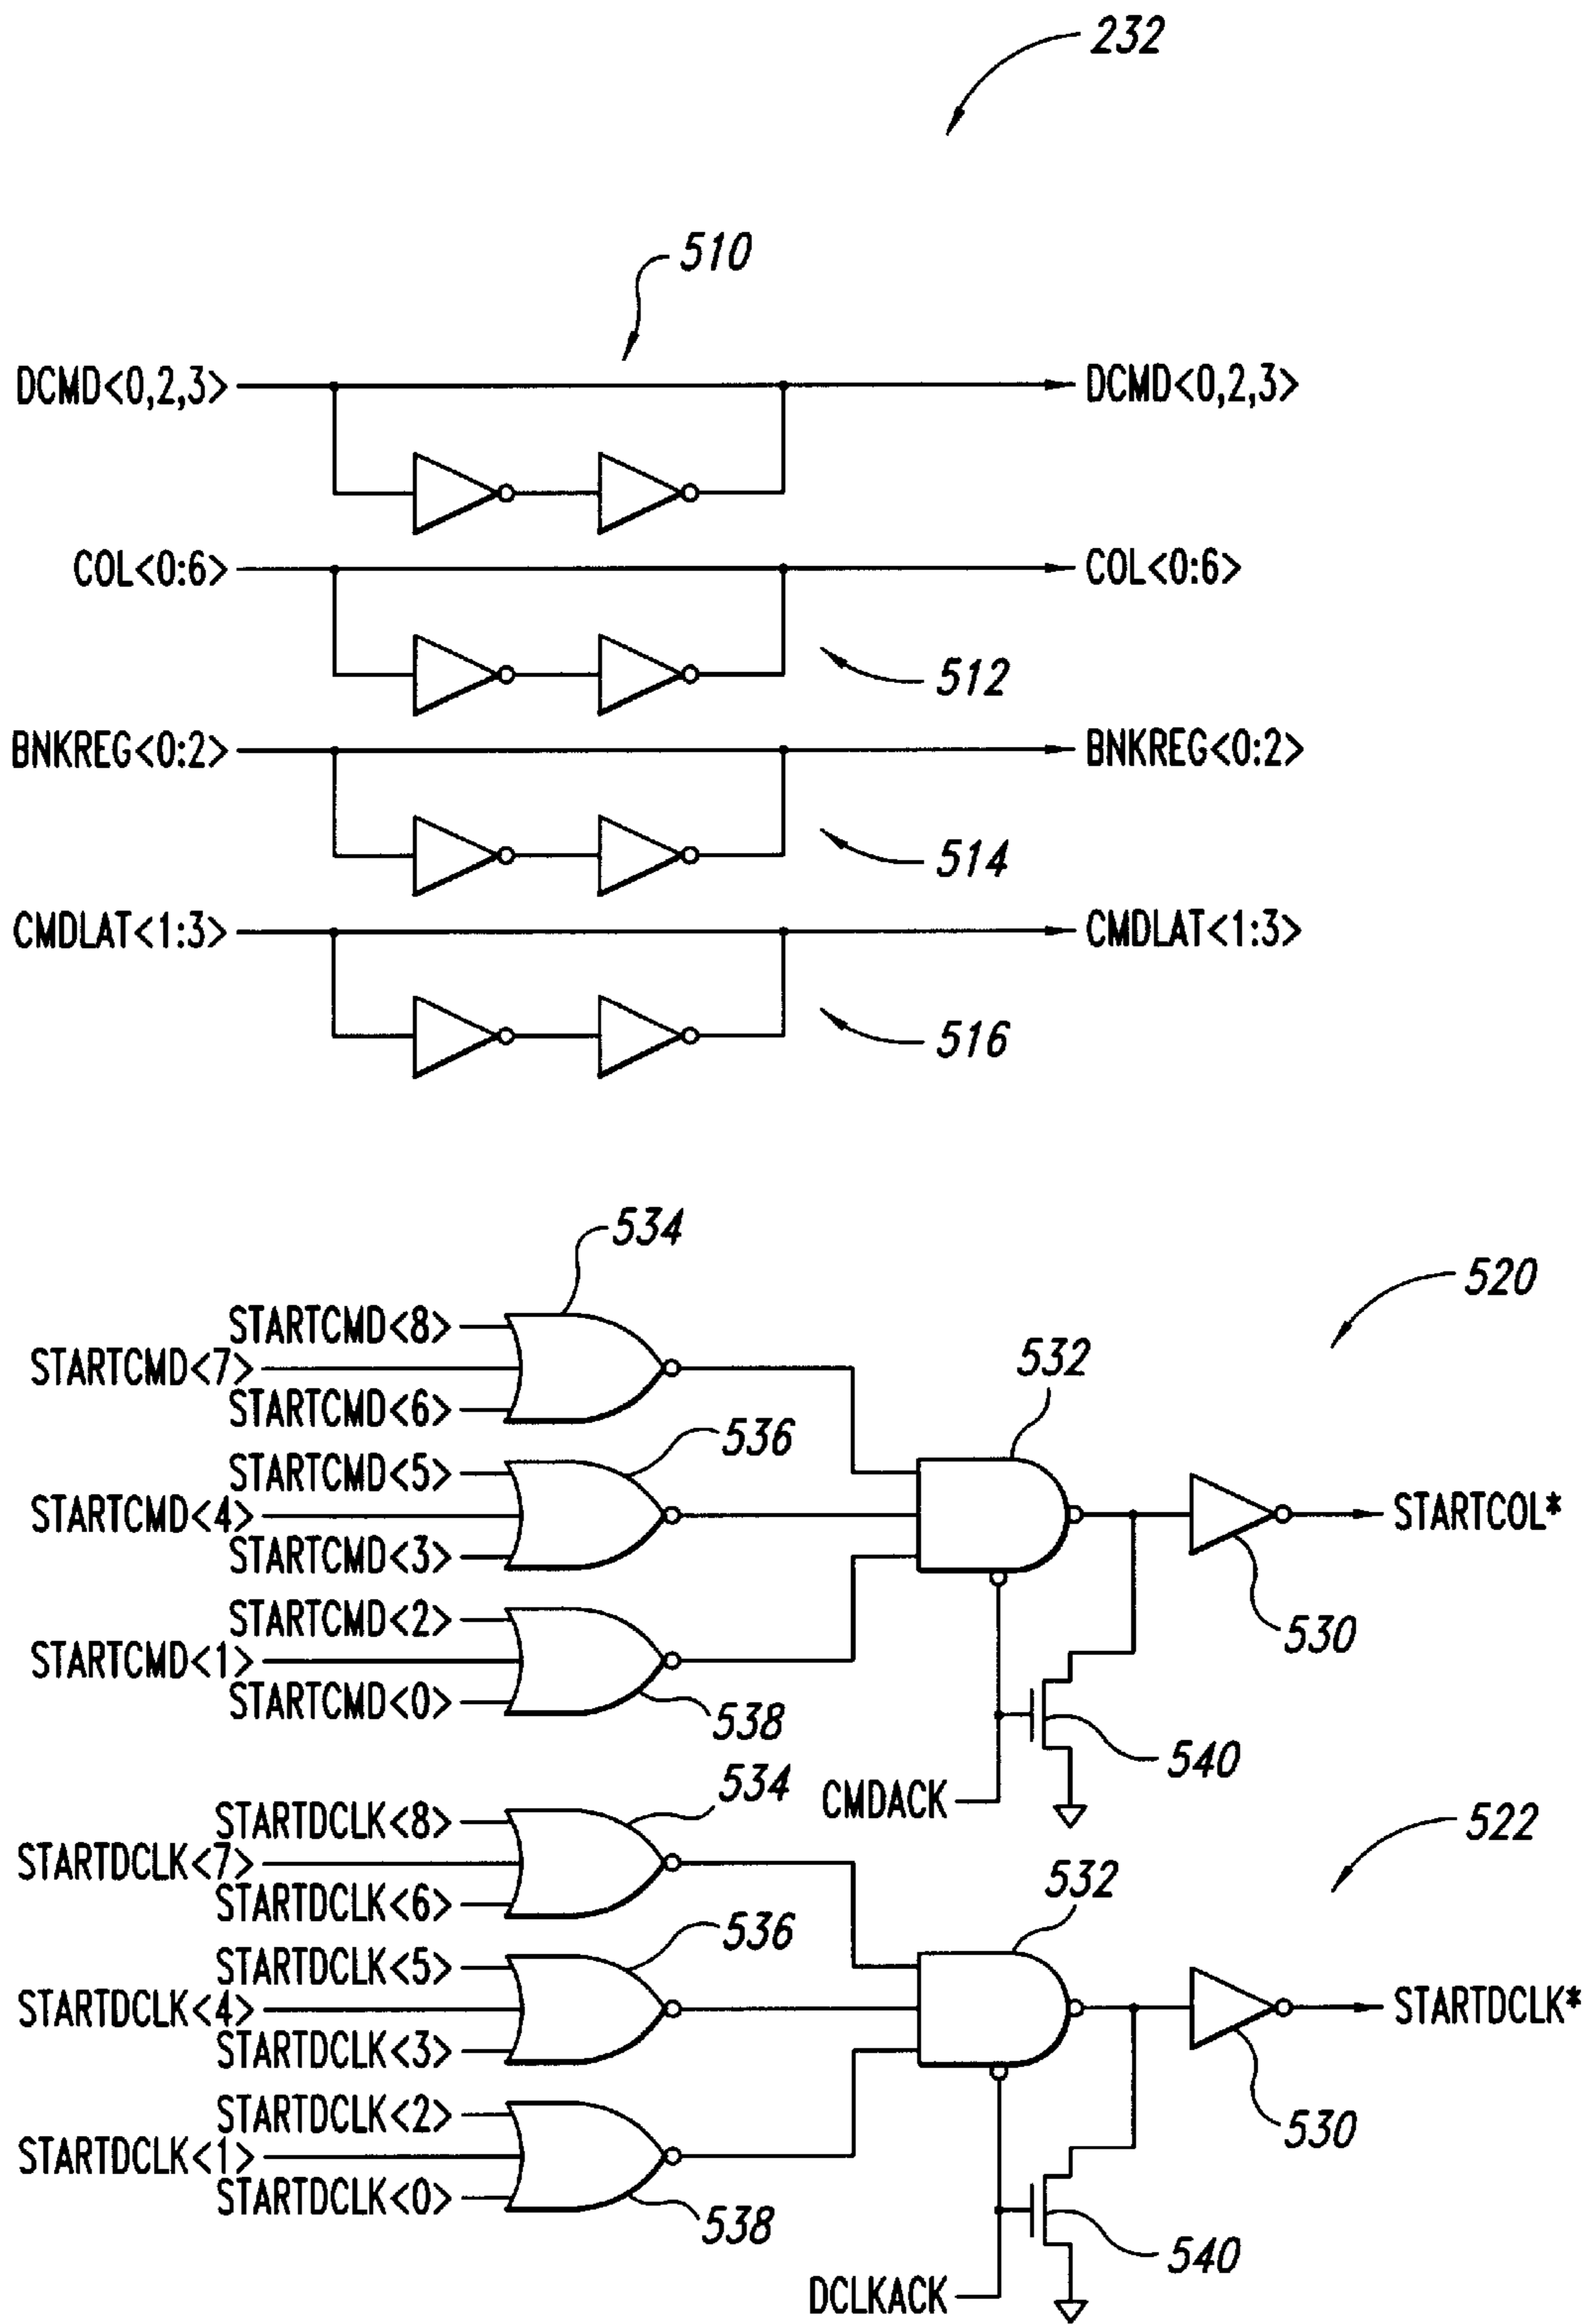 232
510
DCMD<0,2,3>
DCMD<0,2,3>
COL<0:6>
COL<0:6>
512
BNKREG<0:2>
BNKREG<0:2>
514
CMDLAT<1:3>
CMDLAT<1:3>
516
534
520
STARTCMD<8>
532
STARTCMD<7>
STARTCMD<6>
536
STARTCMD<5>
STARTCMD<4>
STARTCOL*
STARTCMD<3>
STARTCMD<2>
530
STARTCMD<1>
STARTCMD<0>
538
540
534
CMDACK
STARTDCLK<8>
522
STARTDCLK<7>
532
STARTDCLK<6>
536
STARTDCLK<5>
STARTDCLK<4>
STARTDCLK*
STARTDCLK<3>
STARTDCLK<2>
530
STARTDCLK<1>
STARTDCLK<0>
538
540
DCLKACK